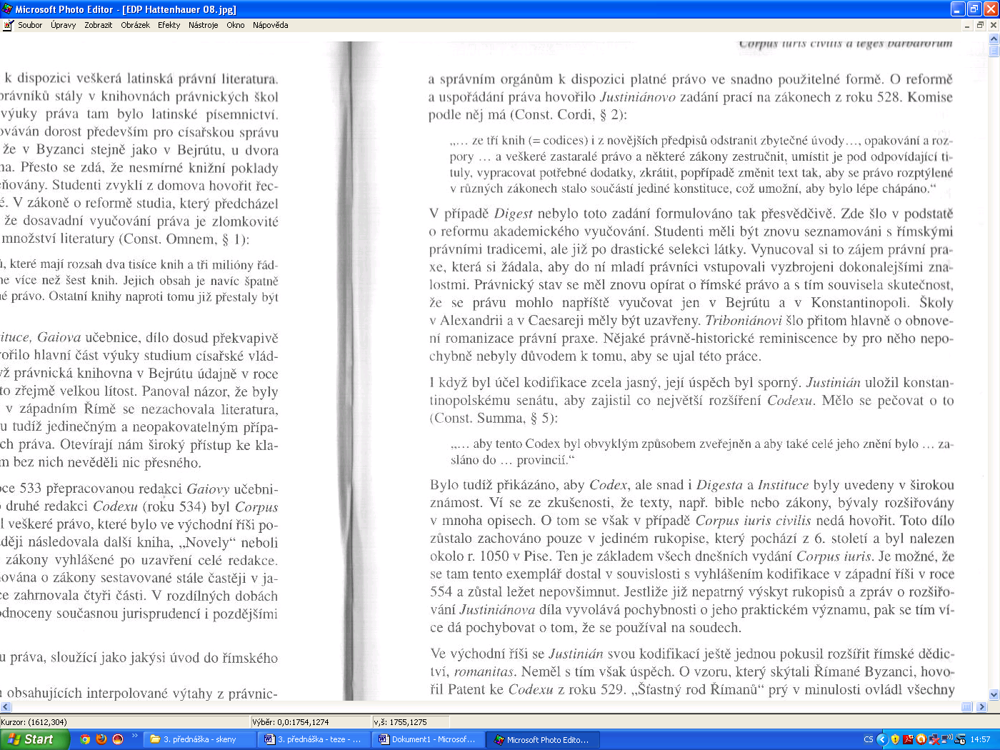 Microsoft Photo Editor - [EDP Hattenhauer 08.jpg]
Soubor Úpravy Zobrazit Obrázek Efekty Nástroje Okno Nápověda
k dispozici veškerá latinská právní literatura.
právníků stály v knihovnách právnických škol
výuky práva tam bylo latinské písemnictví.
ováván dorost především pro císařskou správu
že v Byzanci stejně jako v Bejrútu, u dvora
na. Přesto se zdá, že nesmírné knižní poklady
eňovány. Studenti zvyklí z domova hovořit řec-
é. V zákoně o reformě studia, který předcházel
že dosavadní vyučování práva je zlomkovité
množství literatury (Const. Omnem, § 1):
ů, které mají rozsah dva tisíce knih a tři milióny řád-
ne více než šest knih. Jejich obsah je navíc špatně
né právo. Ostatní knihy naproti tomu již přestaly být
ituce, Gaiova učebnice, dílo dosud překvapivě
ořilo hlavní část výuky studium císařské vlád-
yž právnická knihovna v Bejrútu údajně v roce
to zřejmě velkou lítost. Panoval názor, že byly
v západním Římě se nezachovala literatura,
u tudíž jedinečným a neopakovatelným přípa-
ch práva. Otevírají nám široký přístup ke kla-
m bez nich nevěděli nic přesného.
oce 533 přepracovanou redakci Gaiovy učebni-
o druhé redakci Codexu (roku 534) byl Corpus
l veškeré právo, které bylo ve východní říši po-
ději následovala další kniha, „Novely“ neboli
zákony vyhlášené po uzavření celé redakce.
ována o zákony sestavované stále častěji v ja-
ce zahrnovala čtyři části. V rozdílných dobách
odnoceny současnou jurisprudencí i pozdějšími
u práva, sloužící jako jakýsi úvod do římského
h obsahujících interpolované výtahy z právnic-
Corpus iuris civilis a leges barbarorum
a správním orgánům k dispozici platné právo ve snadno použitelné formě. O reformě
a uspořádání práva hovořilo Justiniánovo zadání prací na zákonech z roku 528. Komise
podle něj má (Const. Cordi, § 2):
„… ze tří knih (= codices) i z novějších předpisů odstranit zbytečné úvody…, opakování a roz-
pory … a veškeré zastaralé právo a některé zákony zestručnit, umístit je pod odpovídající ti-
tuly, vypracovat potřebné dodatky, zkrátit, popřípadě změnit text tak, aby se právo rozptýlené
v různých zákonech stalo součástí jediné konstituce, což umožní, aby bylo lépe chápáno.“
V případě Digest nebylo toto zadání formulováno tak přesvědčivě. Zde šlo v podstatě
o reformu akademického vyučování. Studenti měli být znovu seznamováni s římskými
právními tradicemi, ale již po drastické selekci látky. Vynucoval si to zájem právní pra-
xe, která si žádala, aby do ní mladí právníci vstupovali vyzbrojeni dokonalejšími zna-
lostmi. Právnický stav se měl znovu opírat o římské právo a s tím souvisela skutečnost,
že se právu mohlo napříště vyučovat jen v Bejrútu a v Konstantinopoli. Školy
v Alexandrii a v Caesareji měly být uzavřeny. Triboniánovi šlo přitom hlavně o obnove-
ní romanizace právní praxe. Nějaké právně-historické reminiscence by pro něho nepo-
chybně nebyly důvodem k tomu, aby se ujal této práce.
I když byl účel kodifikace zcela jasný, její úspěch byl sporný. Justinián uložil konstan-
tinopolskému senátu, aby zajistil co největší rozšíření Codexu. Mělo se pečovat o to
(Const. Summa, § 5):
„… aby tento Codex byl obvyklým způsobem zveřejněn a aby také celé jeho znění bylo … za-
sláno do … provincií.“
Bylo tudíž přikázáno, aby Codex, ale snad i Digesta a Instituce byly uvedeny v širokou
známost. Ví se ze zkušenosti, že texty, např. bible nebo zákony, bývaly rozšiřovány
v mnoha opisech. O tom se však v případě Corpus iuris civilis nedá hovořit. Toto dílo
zůstalo zachováno pouze v jediném rukopise, který pochází z 6. století a byl nalezen
okolo r. 1050 v Pise. Ten je základem všech dnešních vydání Corpus iuris. Je možné, že
se tam tento exemplář dostal v souvislosti s vyhlášením kodifikace v západní říši v roce
554 a zůstal ležet nepovšimnut. Jestliže již nepatrný výskyt rukopisů a zpráv o rozšiřo-
vání Justiniánova díla vyvolává pochybnosti o jeho praktickém významu, pak se tím ví-
ce dá pochybovat o tom, že se používal na soudech.
Ve východní říši se Justinián svou kodifikací ještě jednou pokusil rozšířit římské dědic-
tví, romanitas. Neměl s tím však úspěch. O vzoru, který skýtali Římané Byzanci, hovo-
řil Patent ke Codexu z roku 529. „Šťastný rod Římanů“ prý v minulosti ovládl všechny
Kurzor: (1612,304) Výběr: 0,0:1754,1274 v,š: 1755,1275
Start » 3. přednáška - skeny 3. přednáška - teze - ... Dokument1 - Microsof... Microsoft Photo Edito... CS 14:57